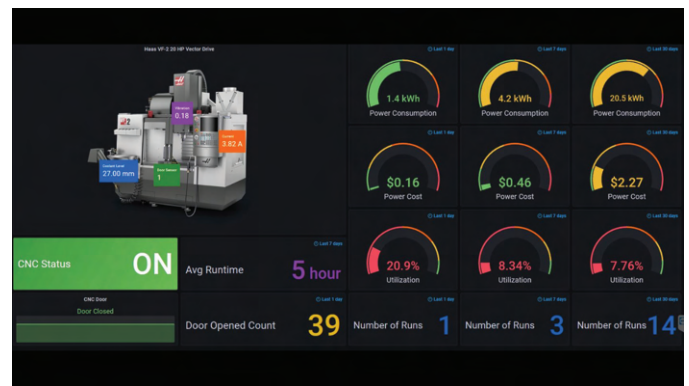 Haas VF-2 30 HP Vector Drive
Vibration
0.18
Current
3.82 A
Coolant Level
27.00 mm
Door Sensor
1
CNC Status
ON
Last 7 days
Avg Runtime
5 hour
CNC Door
Door Closed
Last 1 day
Door Opened Count
39
Last 1 day
1.4 kWh
Power Consumption
Last 7 days
4.2 kWh
Power Consumption
Last 30 days
20.5 kWh
Power Consumption
Last 1 day
$0.16
Power Cost
Last 7 days
$0.46
Power Cost
Last 30 days
$2.27
Power Cost
Last 1 day
20.9%
Utilization
Last 7 days
8.34%
Utilization
Last 30 days
7.76%
Utilization
Last 1 day
Number of Runs
1
Last 7 days
Number of Runs
3
Last 30 days
Number of Runs
14